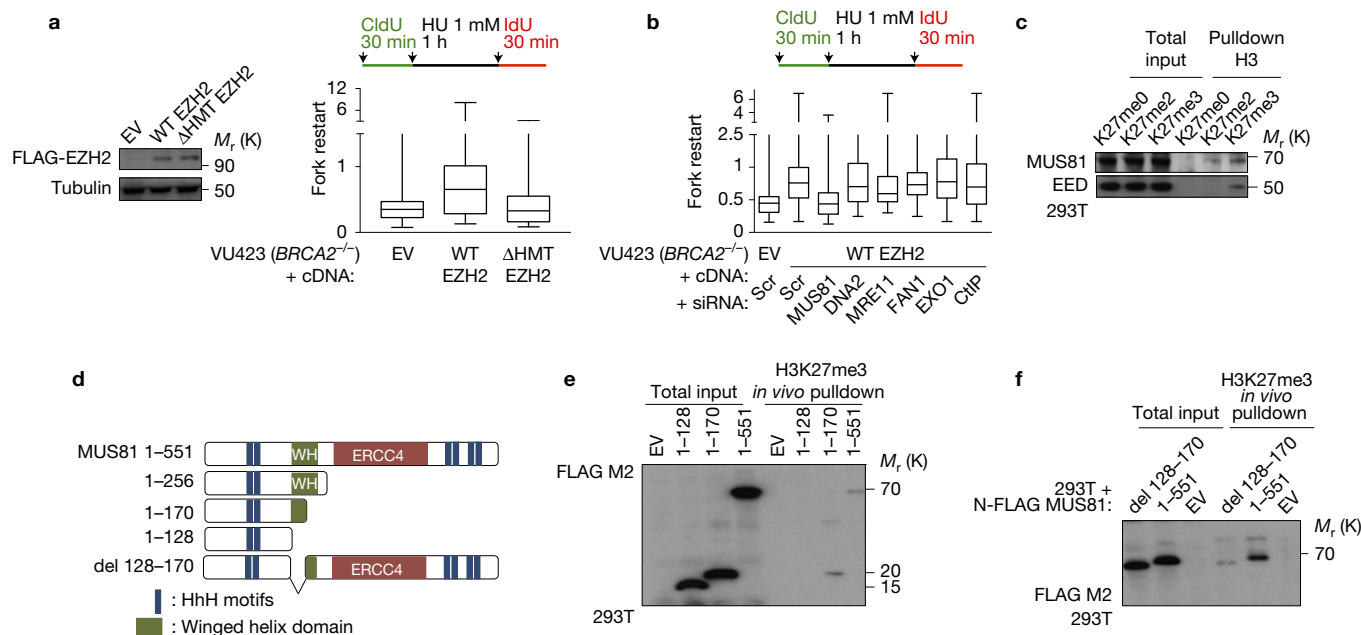 a
EV
WT EZH2
ΔHMT EZH2
Mr (K)
FLAG-EZH2
90
Tubulin
50
CldU
30 min
HU 1 mM
1 h
IdU
30 min
Fork restart
12
6
1
0
VU423 (BRCA2−/−)
+ cDNA:
EV
WT
EZH2
ΔHMT
EZH2
b
CldU
30 min
HU 1 mM
1 h
IdU
30 min
Fork restart
6
4
2.5
0.5
0
VU423 (BRCA2−/−)
+ cDNA:
EV
WT EZH2
+ siRNA:
Scr
Scr
MUS81
DNA2
MRE11
FAN1
EXO1
CtIP
c
Total
input
Pulldown
H3
K27me0
K27me2
K27me3
K27me0
K27me2
K27me3
Mr (K)
MUS81
70
EED
50
293T
d
MUS81 1–551
WH
ERCC4
1–256
WH
1–170
1–128
del 128–170
ERCC4
: HhH motifs
: Winged helix domain
e
Total input
H3K27me3
in vivo pulldown
EV
1–128
1–170
1–551
EV
1–128
1–170
1–551
FLAG M2
Mr (K)
70
20
15
293T
f
Total input
H3K27me3
in vivo
pulldown
293T +
N-FLAG MUS81:
del 128–170
1–551
EV
del 128–170
1–551
EV
Mr (K)
70
FLAG M2
293T